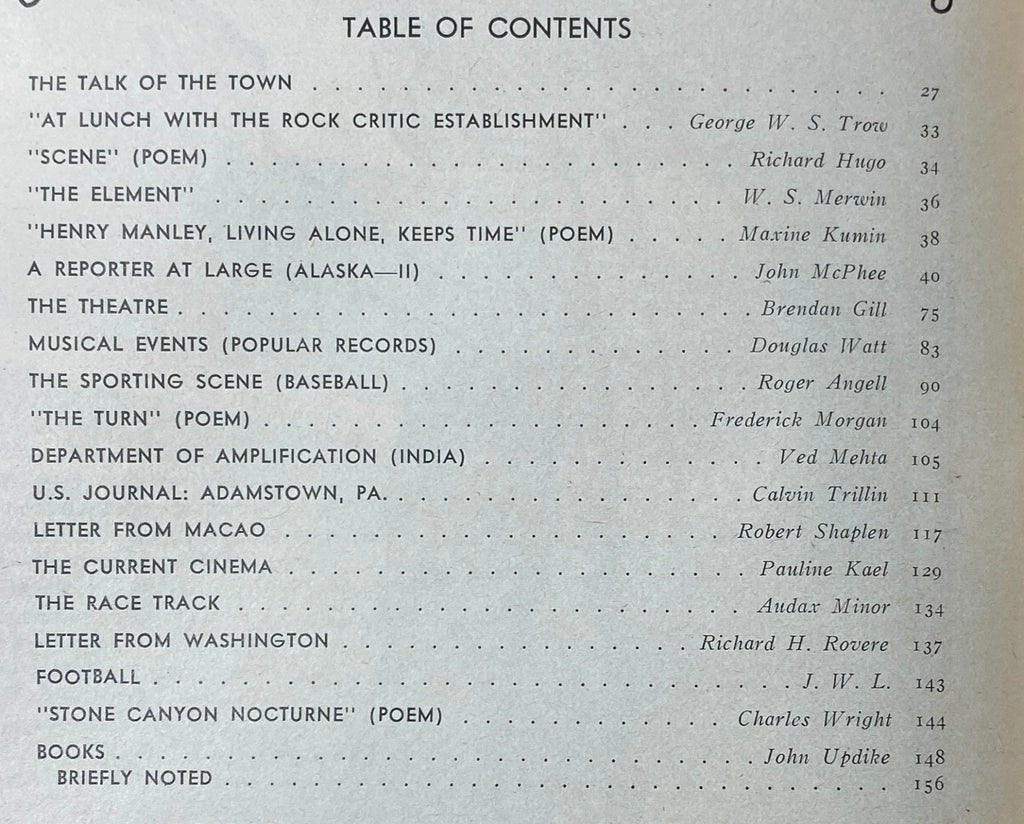 TABLE OF CONTENTS
THE TALK OF THE TOWN . . . . . . . . . . . . . . . . . . . . 27
"AT LUNCH WITH THE ROCK CRITIC ESTABLISHMENT" . . . George W. S. Trow 33
"SCENE" (POEM) . . . . . . . . . . . . . . . . . . Richard Hugo 34
"THE ELEMENT" . . . . . . . . . . . . . . . . . . W. S. Merwin 36
"HENRY MANLEY, LIVING ALONE, KEEPS TIME" (POEM) . . . . . Maxine Kumin 38
A REPORTER AT LARGE (ALASKA—II) . . . . . . . . . . . John McPhee 40
THE THEATRE . . . . . . . . . . . . . . . . . . . . Brendan Gill 75
MUSICAL EVENTS (POPULAR RECORDS) . . . . . . . . . . Douglas Watt 83
THE SPORTING SCENE (BASEBALL) . . . . . . . . . . . . Roger Angell 90
"THE TURN" (POEM) . . . . . . . . . . . . . . . . Frederick Morgan 104
DEPARTMENT OF AMPLIFICATION (INDIA) . . . . . . . . . . . Ved Mehta 105
U.S. JOURNAL: ADAMSTOWN, PA. . . . . . . . . . . . . . Calvin Trillin 111
LETTER FROM MACAO . . . . . . . . . . . . . . . . Robert Shaplen 117
THE CURRENT CINEMA . . . . . . . . . . . . . . . . Pauline Kael 129
THE RACE TRACK . . . . . . . . . . . . . . . . . . Audax Minor 134
LETTER FROM WASHINGTON . . . . . . . . . . . . . Richard H. Rovere 137
FOOTBALL . . . . . . . . . . . . . . . . . . . . . . . J. W. L. 143
"STONE CANYON NOCTURNE" (POEM) . . . . . . . . . . Charles Wright 144
BOOKS . . . . . . . . . . . . . . . . . . . . . . . John Updike 148
BRIEFLY NOTED . . . . . . . . . . . . . . . . . . . . . . . 156